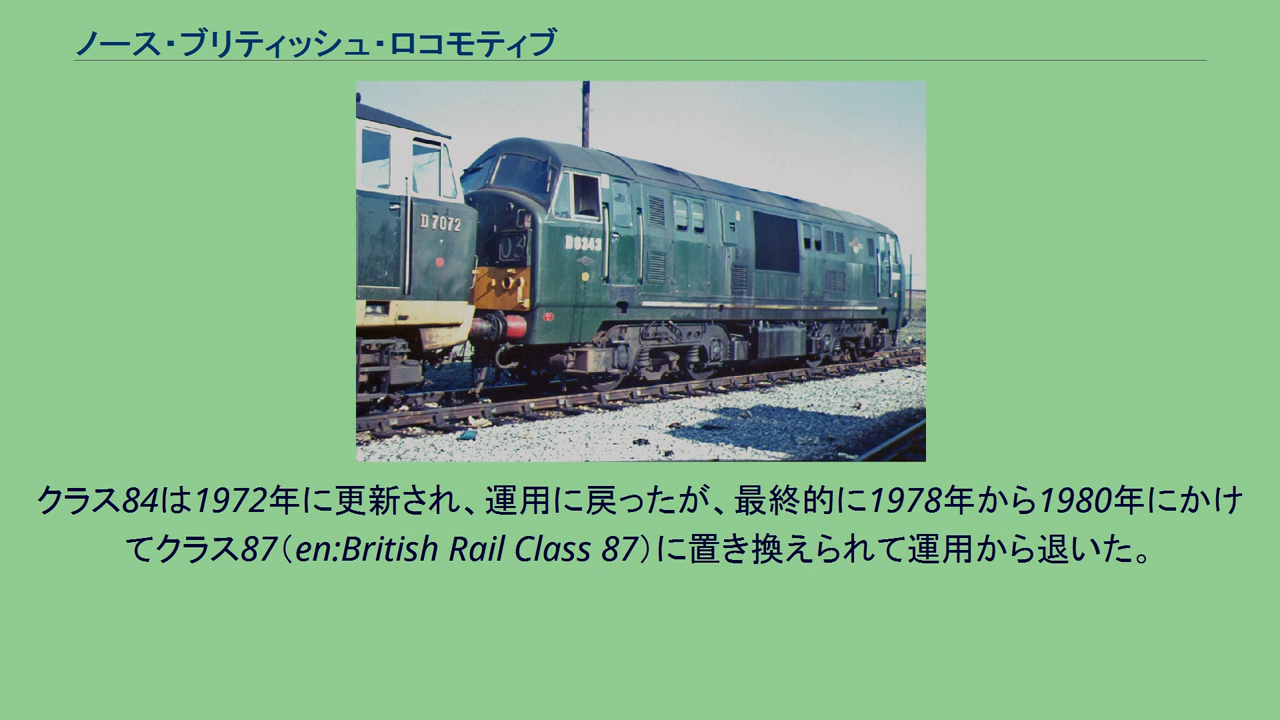 ノース・ブリティッシュ・ロコモティブ
D7072
D6343
クラス84は1972年に更新され、運用に戻ったが、最終的に1978年から1980年にかけ
てクラス87（en:British Rail Class 87）に置き換えられて運用から退いた。